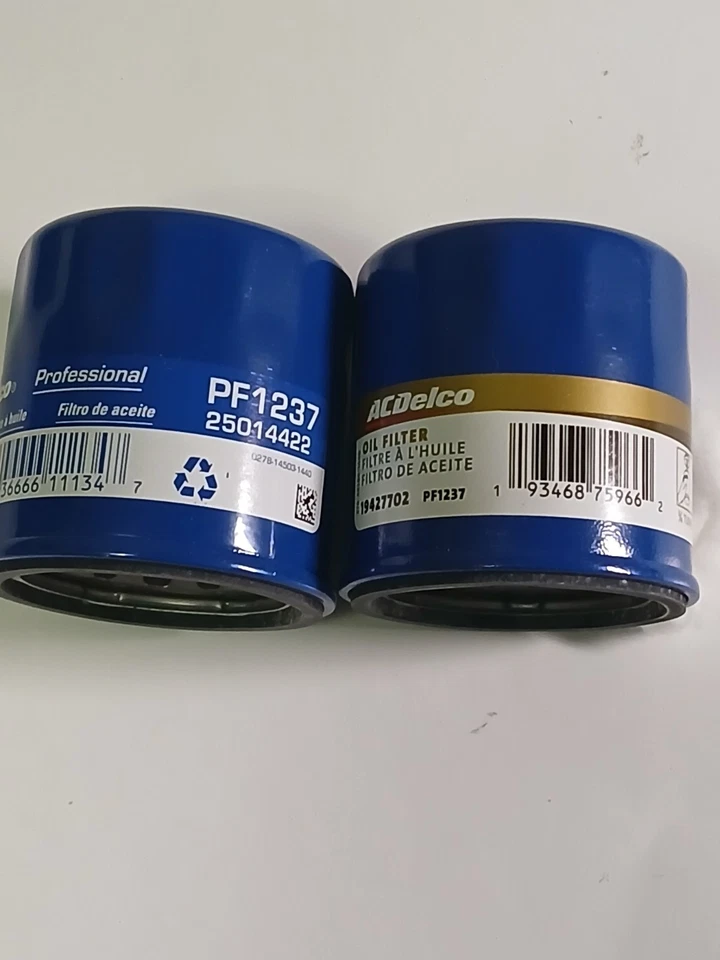 Professional
Filtro de aceite
PF1237
25014422
0278-14503-1440
36666 11134 7
ACDelco
OIL FILTER
FILTRE À L'HUILE
FILTRO DE ACEITE
19427702 PF1237
1 93468 75966 2